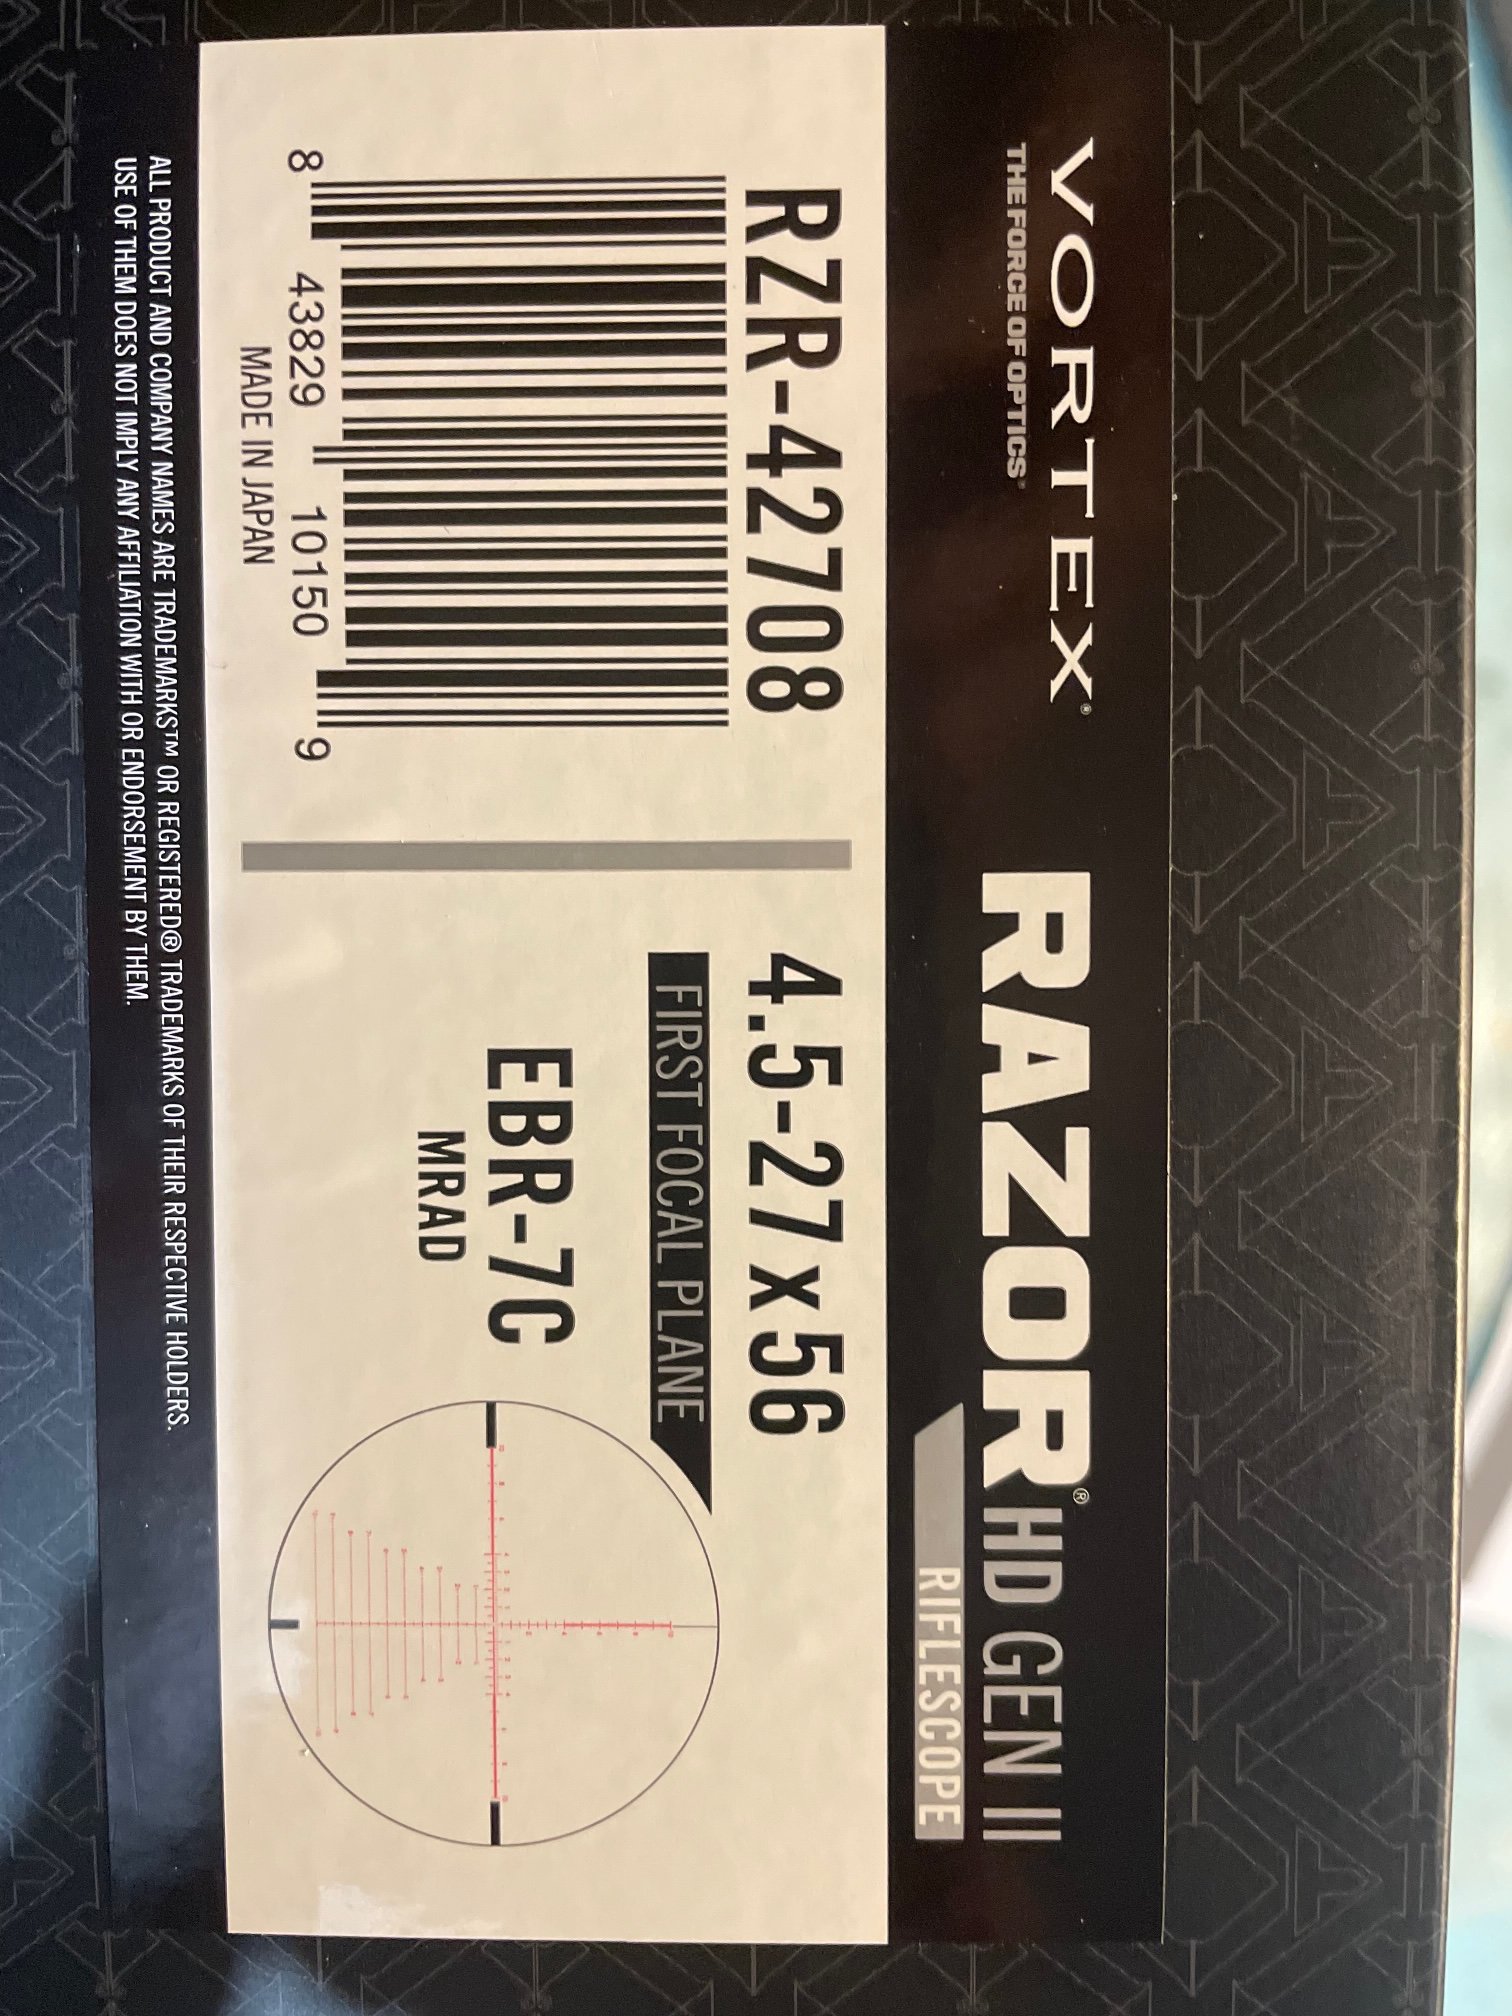 VORTEX®
THE FORCE OF OPTICS®
RAZOR® HD GEN II
RIFLESCOPE
RZR-42708
8 43829 10150 9
MADE IN JAPAN
4.5-27x56
FIRST FOCAL PLANE
EBR-7C
MRAD
ALL PRODUCT AND COMPANY NAMES ARE TRADEMARKS™ OR REGISTERED® TRADEMARKS OF THEIR RESPECTIVE HOLDERS.
USE OF THEM DOES NOT IMPLY ANY AFFILIATION WITH OR ENDORSEMENT BY THEM.